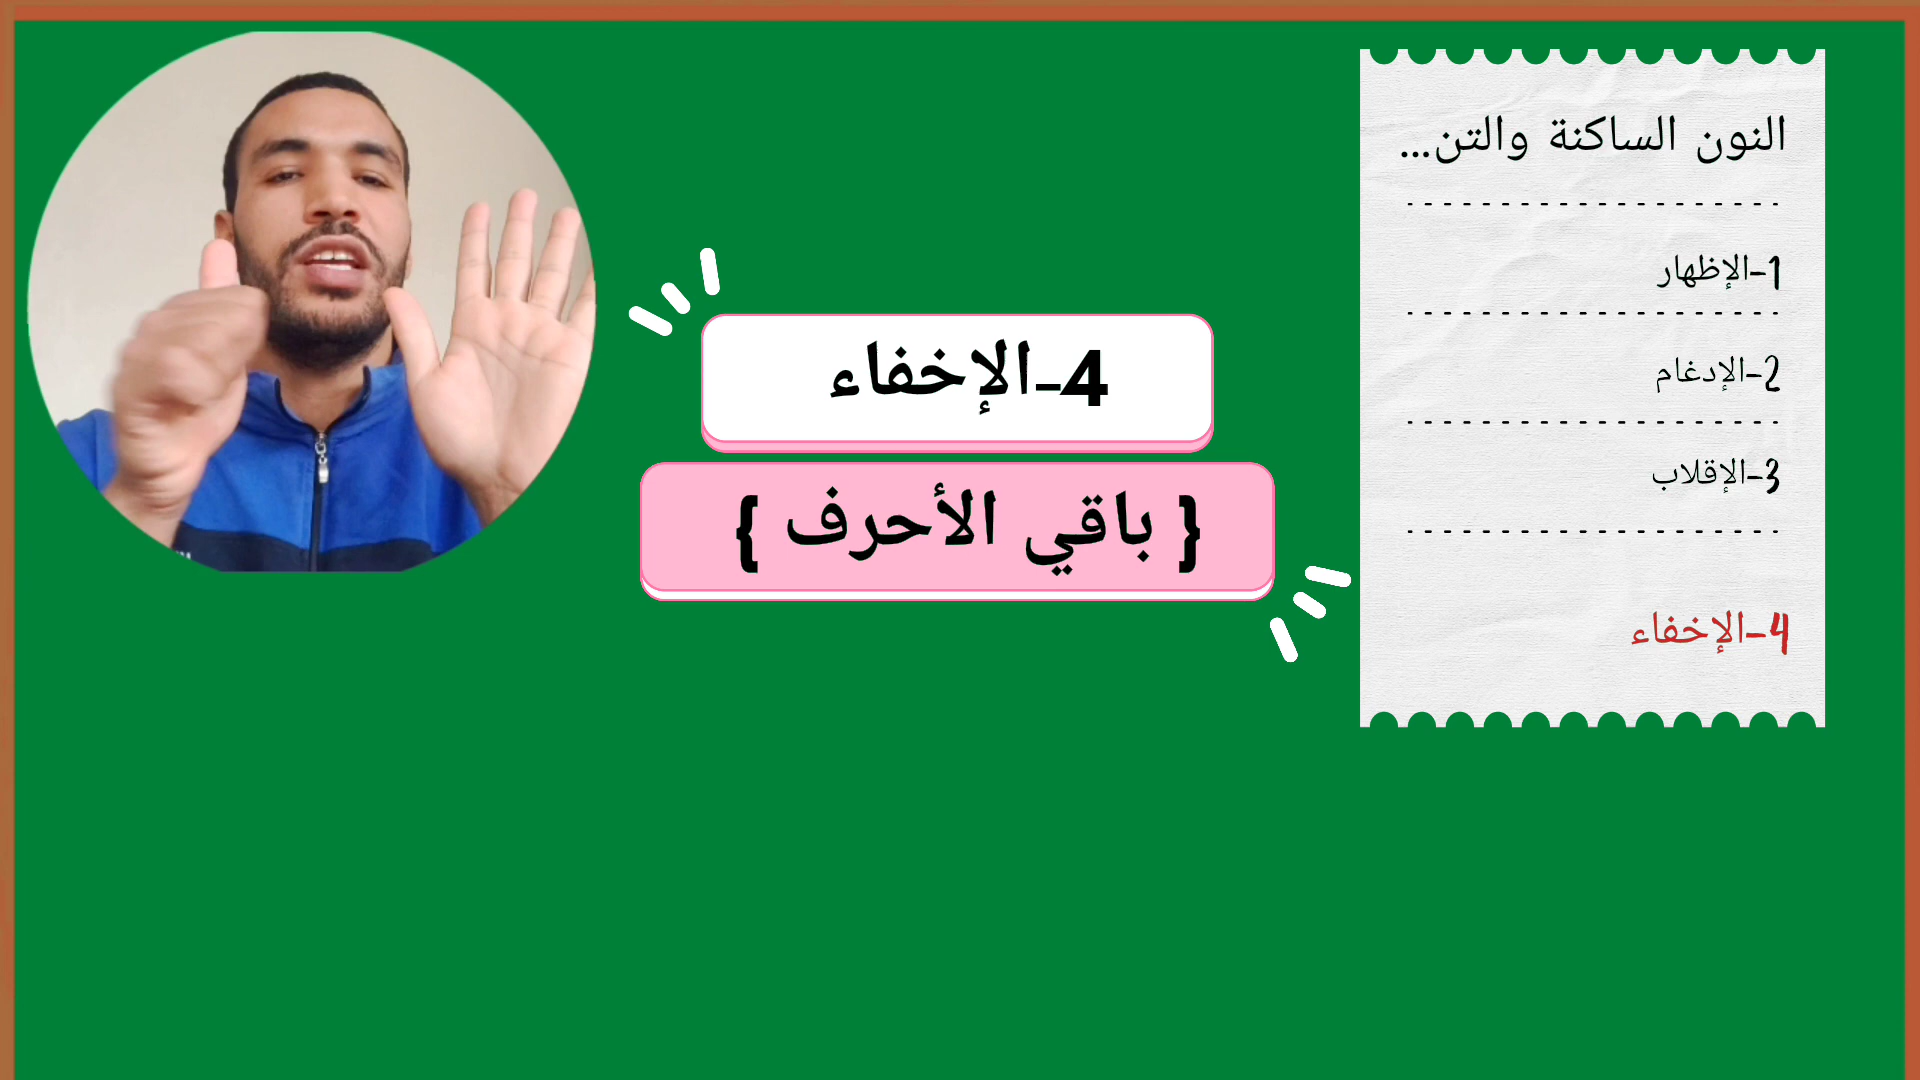 النون الساكنة والتن...
1-الإظهار
2-الإدغام
3-الإقلاب
4-الإخفاء
4-الإخفاء
{ باقي الأحرف }